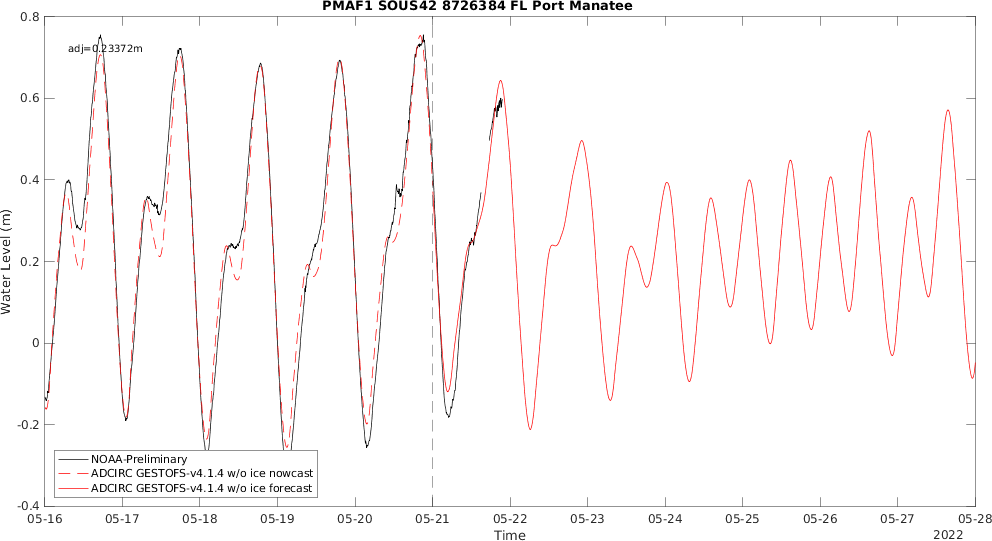 PMAF1 SOUS42 8726384 FL Port Manatee
adj=0.23372m
0.8
0.6
0.4
0.2
0
-0.2
-0.4
Water Level (m)
NOAA-Preliminary
ADCIRC GESTOFS-v4.1.4 w/o ice nowcast
ADCIRC GESTOFS-v4.1.4 w/o ice forecast
05-16 05-17 05-18 05-19 05-20 05-21 05-22 05-23 05-24 05-25 05-26 05-27 05-28
Time
2022